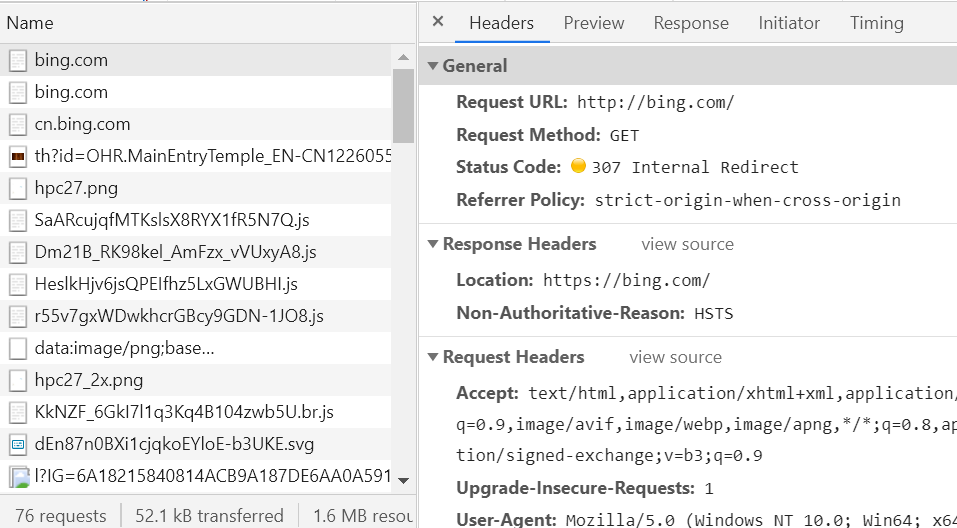 Name
bing.com
bing.com
cn.bing.com
th?id=OHR.MainEntryTemple_EN-CN1226055
hpc27.png
SaARcujqfMTKslsX8RYX1fR5N7Q.js
Dm21B_RK98kel_AmFzx_vVUxyA8.js
HeslkHjv6jsQPEIfhz5LxGWUBHI.js
r55v7gxWDwkhcrGBcy9GDN-1JO8.js
data:image/png;base...
hpc27_2x.png
KkNZF_6GkI7l1q3Kq4B104zwb5U.br.js
dEn87n0BXi1cjqkoEYloE-b3UKE.svg
l?IG=6A18215840814ACB9A187DE6AA0A591
76 requests 52.1 kB transferred 1.6 MB resou
× Headers Preview Response Initiator Timing
General
Request URL: http://bing.com/
Request Method: GET
Status Code: 307 Internal Redirect
Referrer Policy: strict-origin-when-cross-origin
Response Headers view source
Location: https://bing.com/
Non-Authoritative-Reason: HSTS
Request Headers view source
Accept: text/html,application/xhtml+xml,application/
q=0.9,image/avif,image/webp,image/apng,*/*;q=0.8,ap
tion/signed-exchange;v=b3;q=0.9
Upgrade-Insecure-Requests: 1
User-Agent: Mozilla/5.0 (Windows NT 10.0; Win64; x64